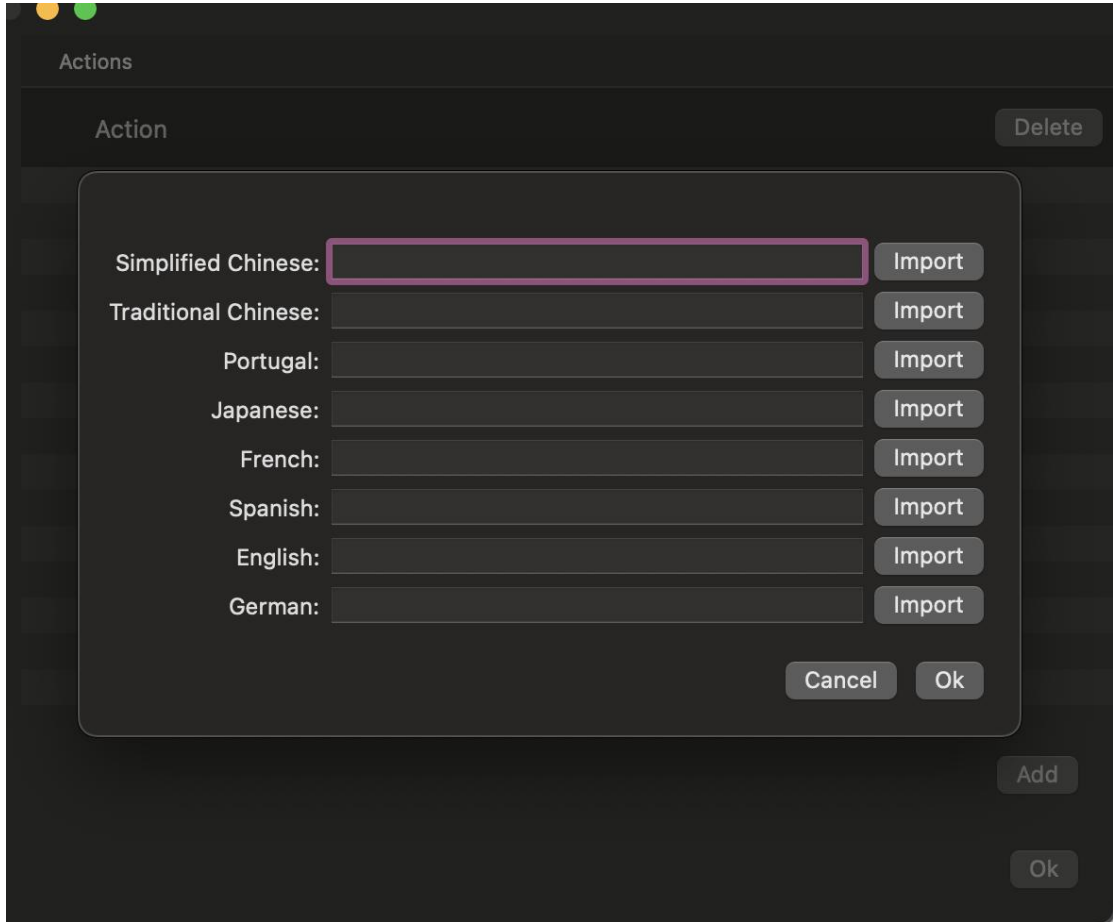 Actions
Action Delete
Simplified Chinese: Import
Traditional Chinese: Import
Portugal: Import
Japanese: Import
French: Import
Spanish: Import
English: Import
German: Import
Cancel Ok
Add
Ok